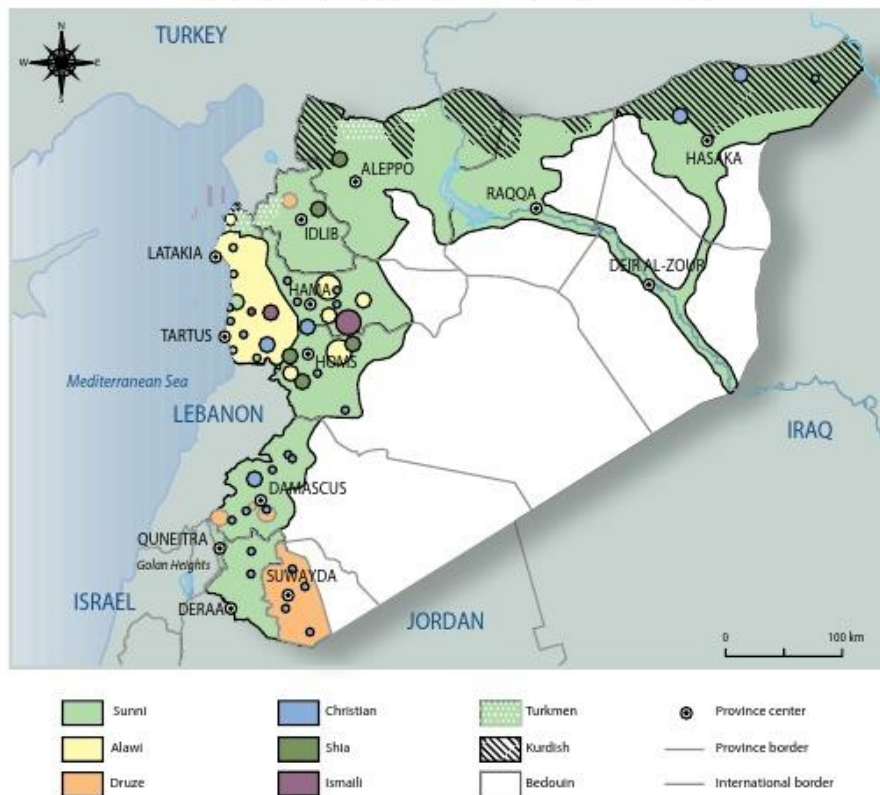 N
W
E
S
TURKEY
ALEPPO
HASAKA
RAQQA
IDLIB
LATAKIA
DEIR AL-ZOUR
HAMA
TARTUS
HOMS
Mediterranean Sea
LEBANON
IRAQ
DAMASCUS
QUNEITRA
Golan Heights
SUWAYDA
ISRAEL
DERAA
JORDAN
0 100 km
Sunni
Alawi
Druze
Christian
Shia
Ismaili
Turkmen
Kurdish
Bedouin
Province center
Province border
International border